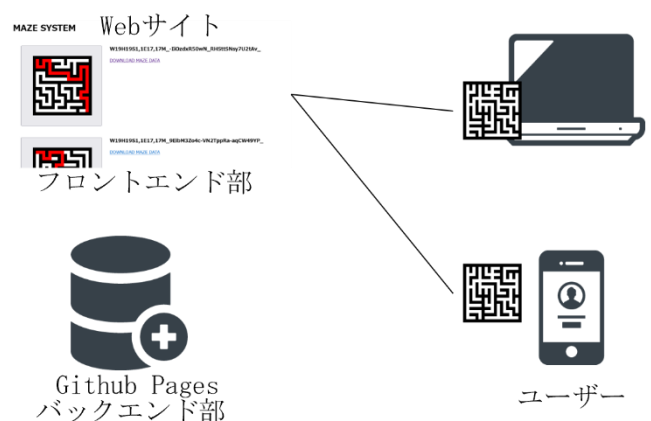 MAZE SYSTEM
Webサイト
DOWNLOAD MAZE DATA
DOWNLOAD MAZE DATA
フロントエンド部
Github Pages
バックエンド部
ユーザー